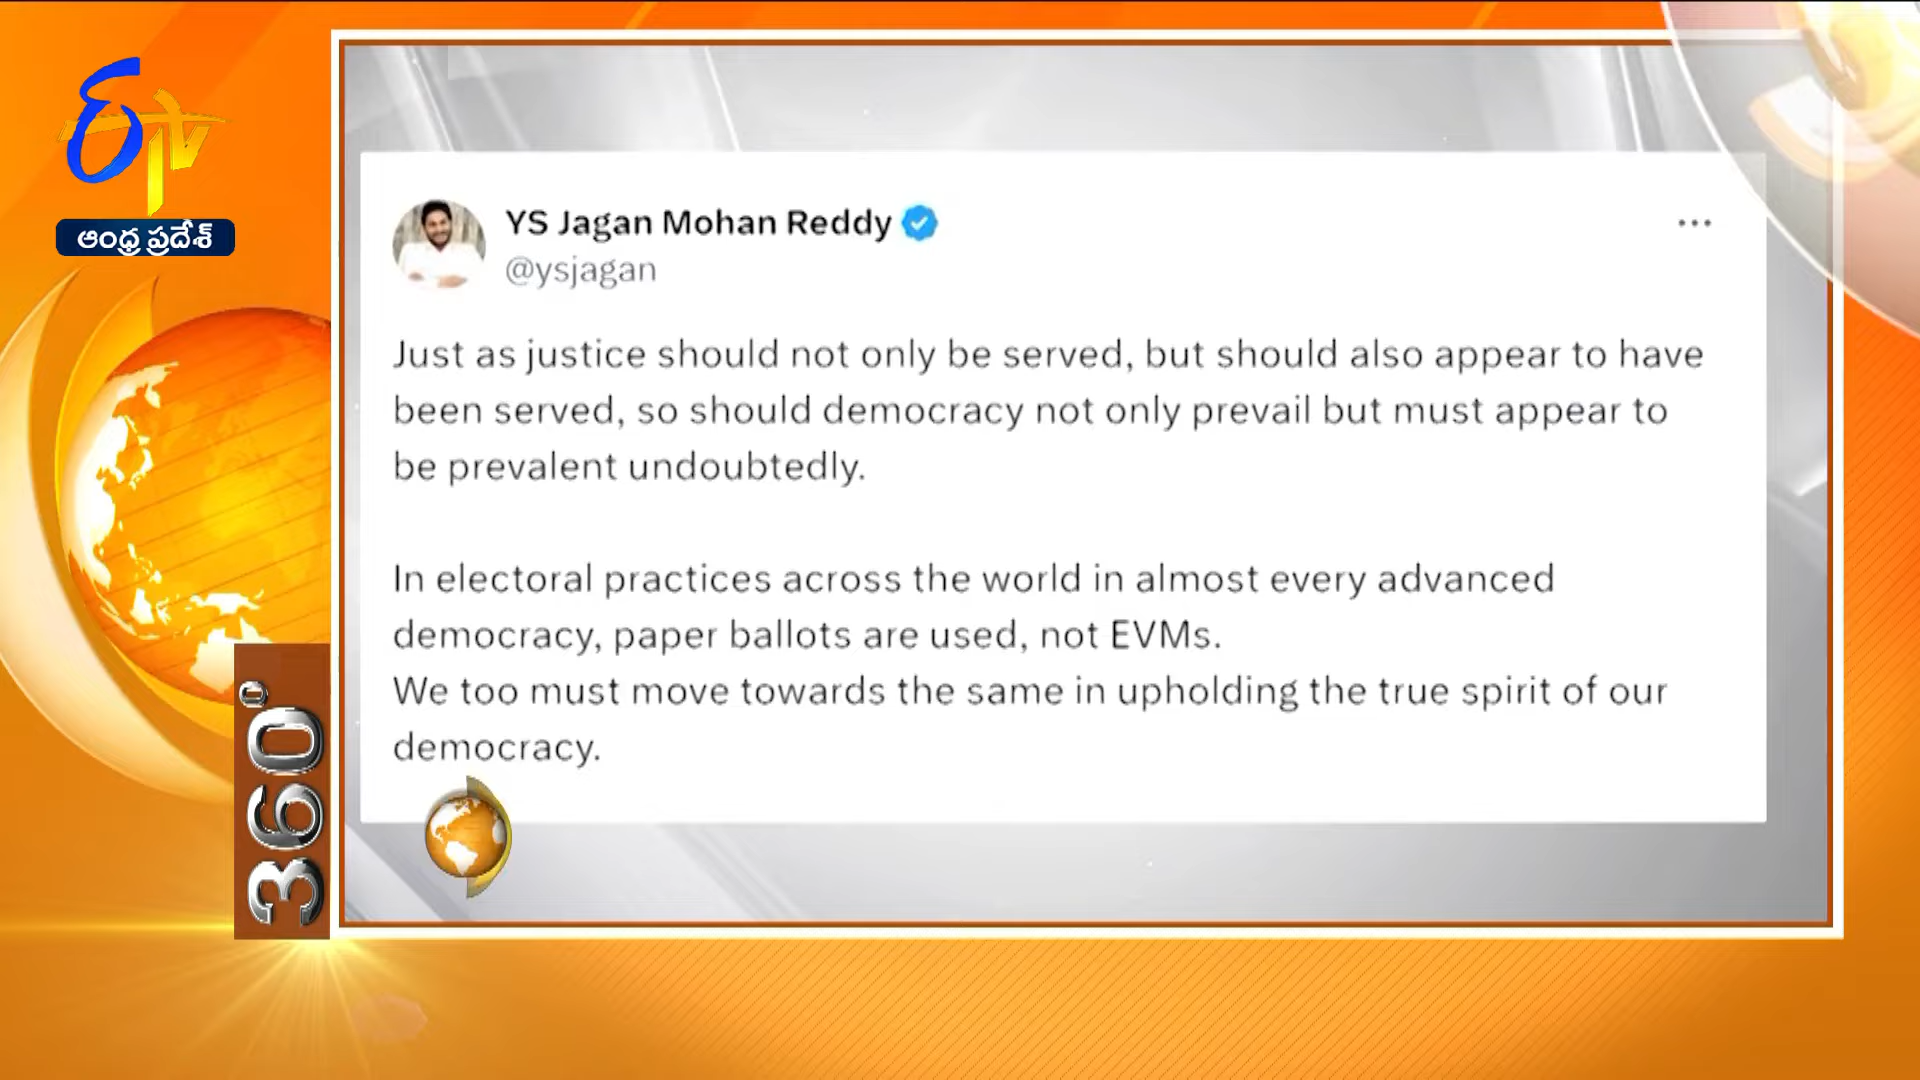 ETV
ఆంధ్ర ప్రదేశ్
YS Jagan Mohan Reddy
@ysjagan
Just as justice should not only be served, but should also appear to have
been served, so should democracy not only prevail but must appear to
be prevalent undoubtedly.
In electoral practices across the world in almost every advanced
democracy, paper ballots are used, not EVMs.
We too must move towards the same in upholding the true spirit of our
democracy.
360°